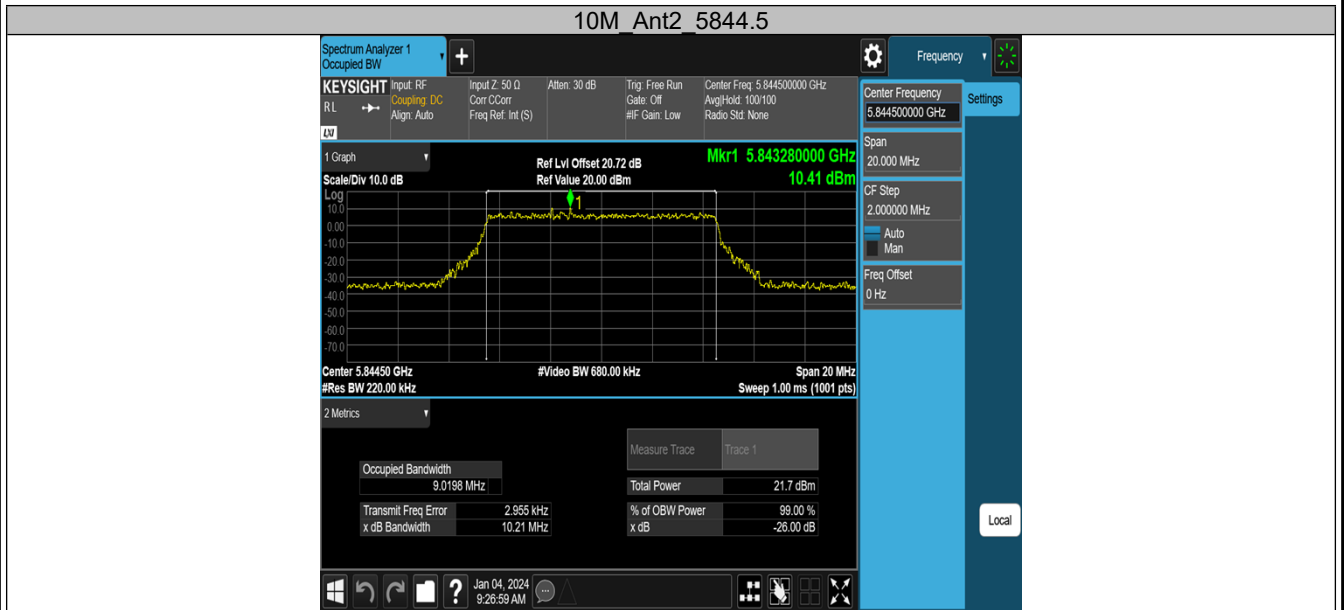 10M_Ant2_5844.5
Spectrum Analyzer 1
Occupied BW
+
Frequency
KEYSIGHT
RL
LXI
Input: RF
Coupling: DC
Align: Auto
Input Z: 50 Ω
Corr CCorr
Freq Ref: Int (S)
Atten: 30 dB
Trig: Free Run
Gate: Off
#IF Gain: Low
Center Freq: 5.844500000 GHz
Avg|Hold: 100/100
Radio Std: None
Center Frequency
5.844500000 GHz
Settings
Span
20.000 MHz
CF Step
2.000000 MHz
Auto
Man
Freq Offset
0 Hz
Local
1 Graph
Scale/Div 10.0 dB
Ref Lvl Offset 20.72 dB
Ref Value 20.00 dBm
Mkr1 5.843280000 GHz
10.41 dBm
Log
10.0
0.00
-10.0
-20.0
-30.0
-40.0
-50.0
-60.0
-70.0
1
Center 5.84450 GHz
#Res BW 220.00 kHz
#Video BW 680.00 kHz
Span 20 MHz
Sweep 1.00 ms (1001 pts)
2 Metrics
Measure Trace Trace 1
Occupied Bandwidth
9.0198 MHz
Total Power 21.7 dBm
Transmit Freq Error 2.955 kHz
% of OBW Power 99.00 %
x dB Bandwidth 10.21 MHz
x dB -26.00 dB
?
Jan 04, 2024
9:26:59 AM